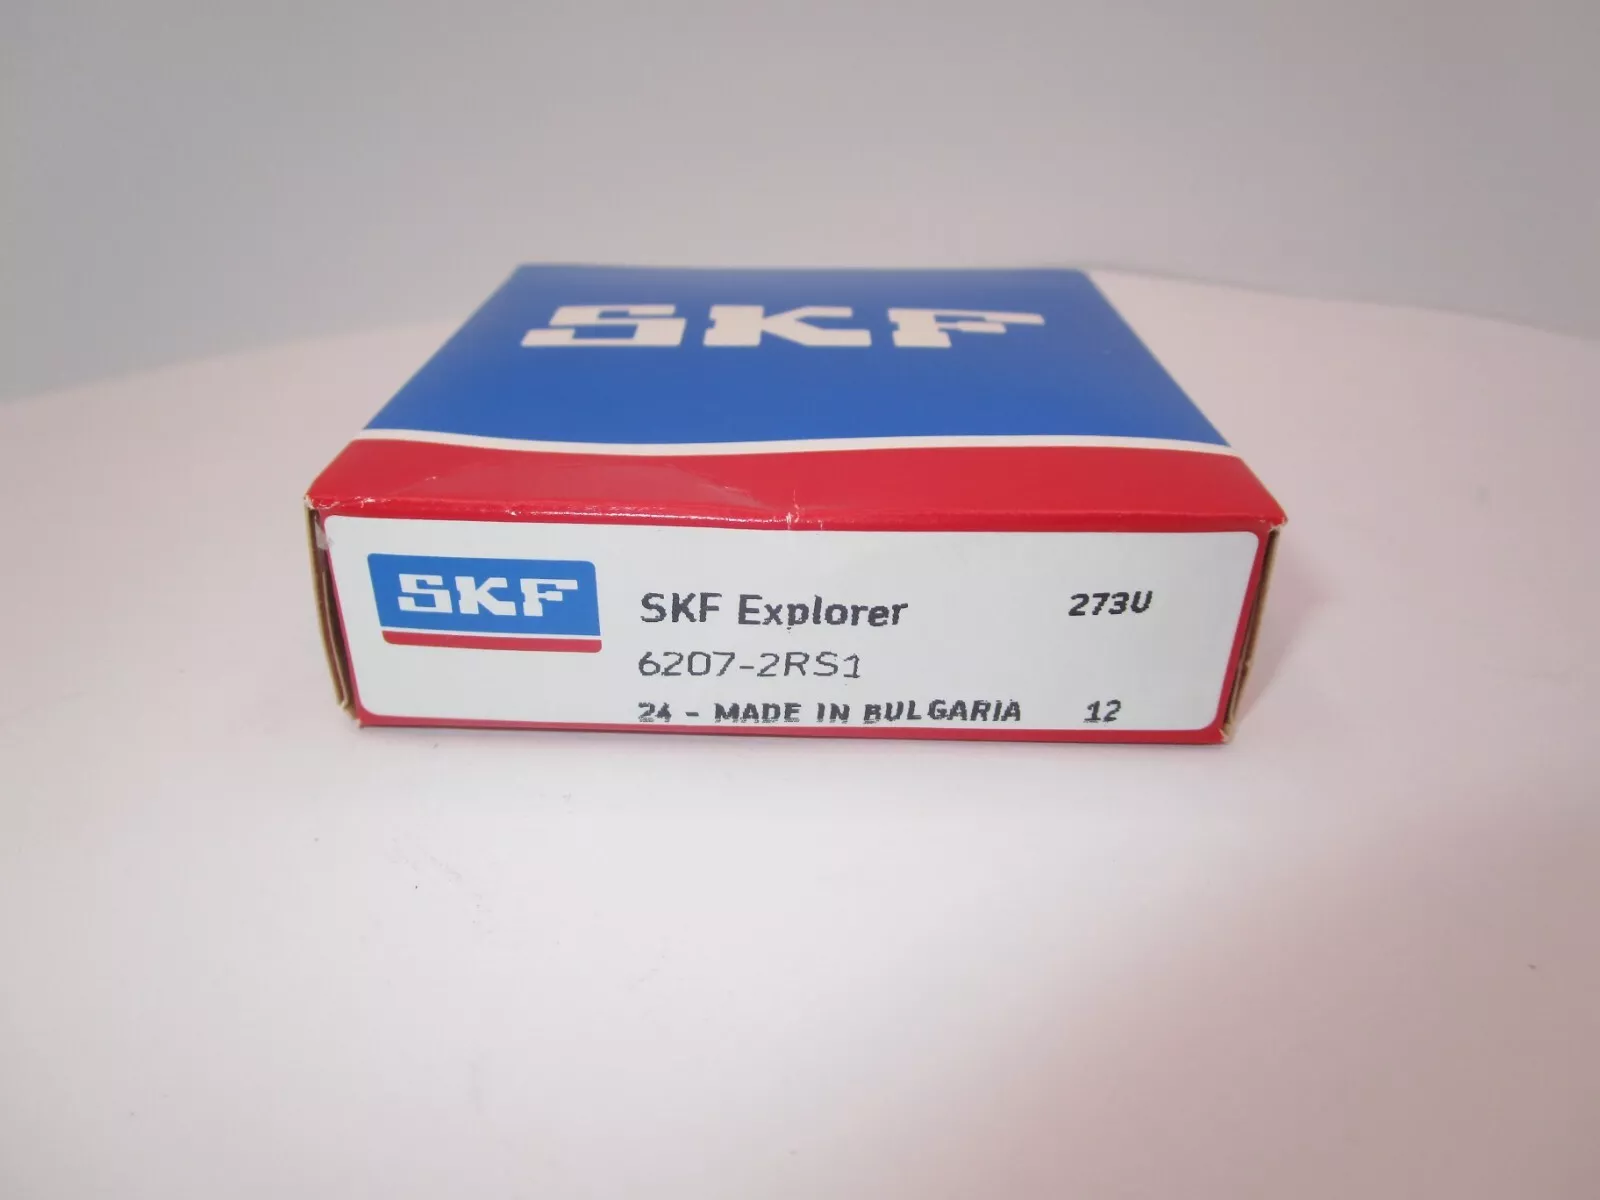 SKF
SKF
SKF Explorer 273U
6207-2RS1
24 - MADE IN BULGARIA 12